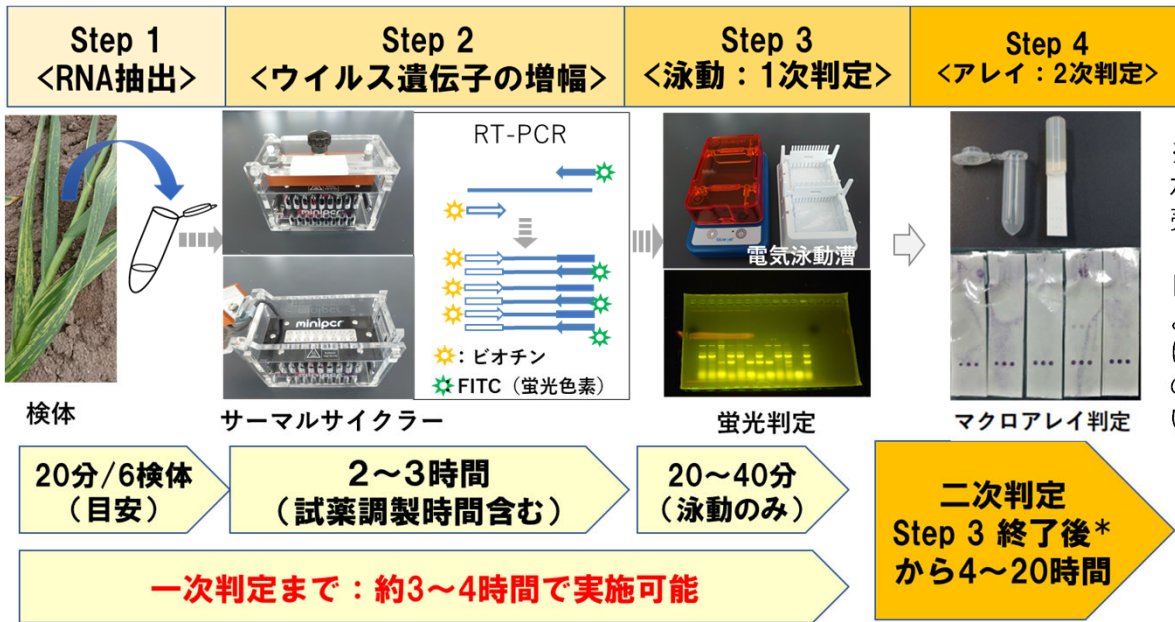 Step 1
<RNA抽出>
Step 2
<ウイルス遺伝子の増幅>
Step 3
<泳動：1次判定>
Step 4
<アレイ：2次判定>
RT-PCR
minipcr
minipcr
：ビオチン
FITC（蛍光色素）
電気泳動槽
検体
サーマルサイクラー
蛍光判定
マクロアレイ判定
20分/6検体
（目安）
2～3時間
（試薬調製時間含む）
20～40分
（泳動のみ）
二次判定
Step 3 終了後*
から4～20時間
一次判定まで：約3～4時間で実施可能